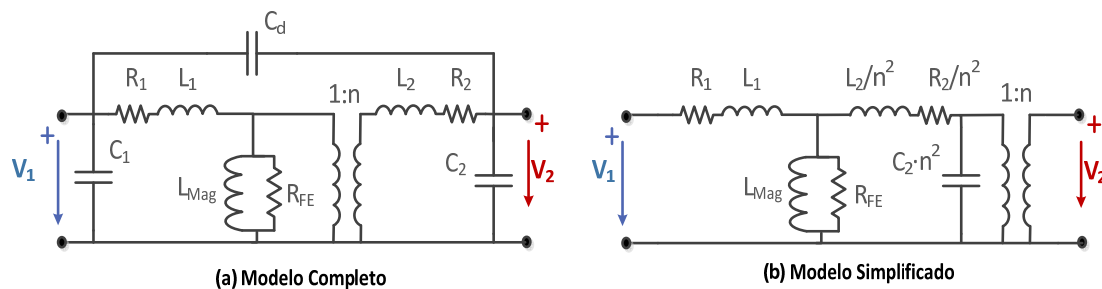 C_d
R_1 L_1 L_2 R_2
1:n
+
+
C_1 C_2
V_1 V_2
L_Mag R_FE
(a) Modelo Completo
R_1 L_1 L_2/n^2 R_2/n^2
1:n
+
+
C_2·n^2
V_1 V_2
L_Mag R_FE
(b) Modelo Simplificado